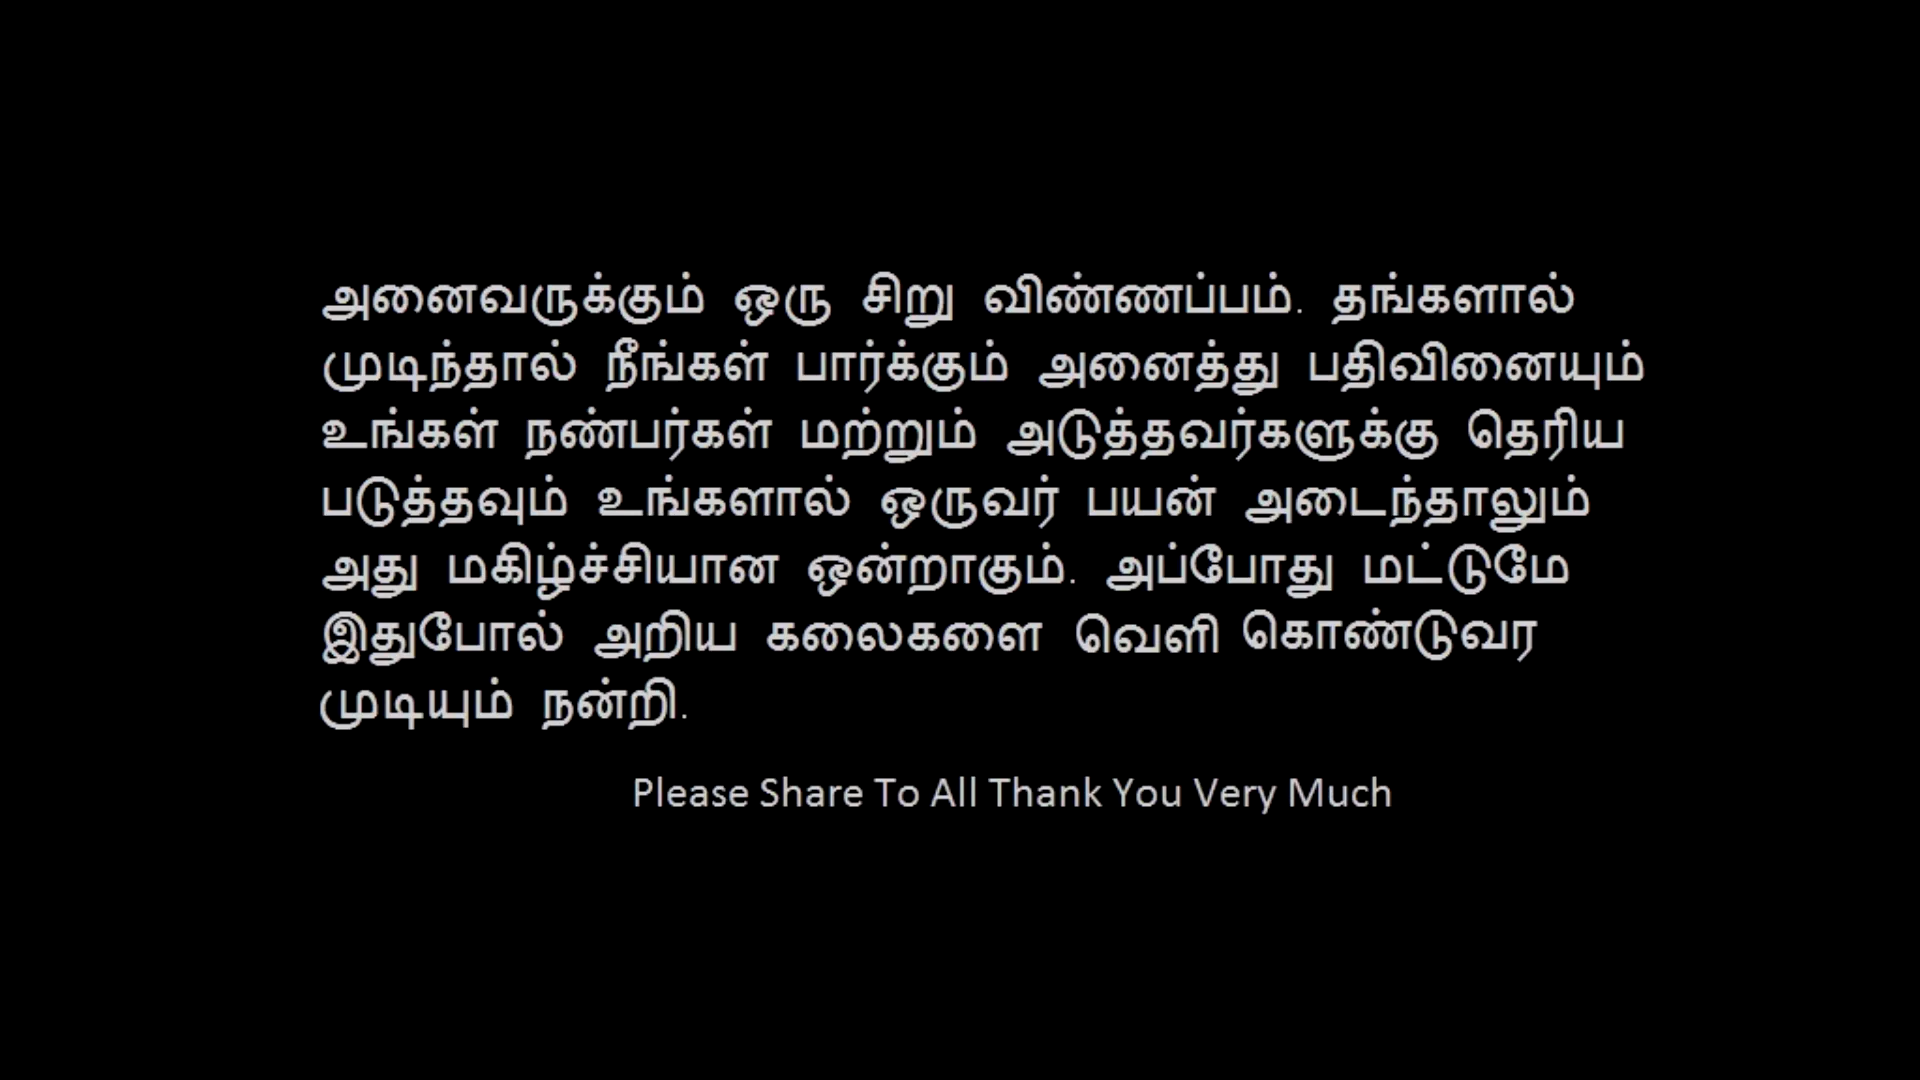 அனைவருக்கும் ஒரு சிறு விண்ணப்பம். தங்களால்
முடிந்தால் நீங்கள் பார்க்கும் அனைத்து பதிவினையும்
உங்கள் நண்பர்கள் மற்றும் அடுத்தவர்களுக்கு தெரிய
படுத்தவும் உங்களால் ஒருவர் பயன் அடைந்தாலும்
அது மகிழ்ச்சியான ஒன்றாகும். அப்போது மட்டுமே
இதுபோல் அறிய கலைகளை வெளி கொண்டுவர
முடியும் நன்றி.
Please Share To All Thank You Very Much